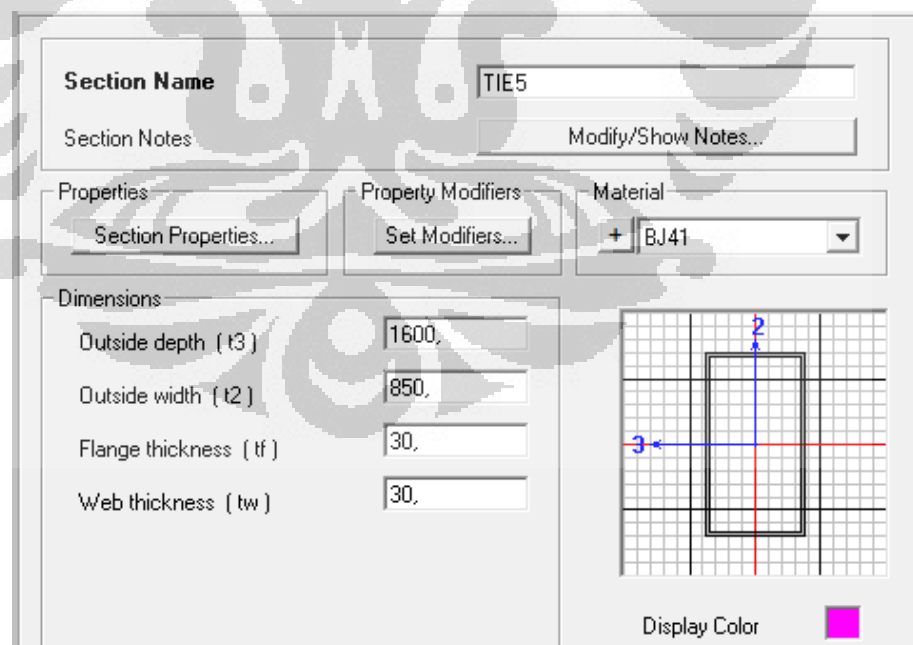 Section Name TIE5
Section Notes Modify/Show Notes...
Properties Property Modifiers Material
Section Properties... Set Modifiers... + BJ41
Dimensions
Outside depth ( t3 ) 1600,
Outside width ( t2 ) 850,
Flange thickness ( tf ) 30,
Web thickness ( tw ) 30,
2
3
Display Color